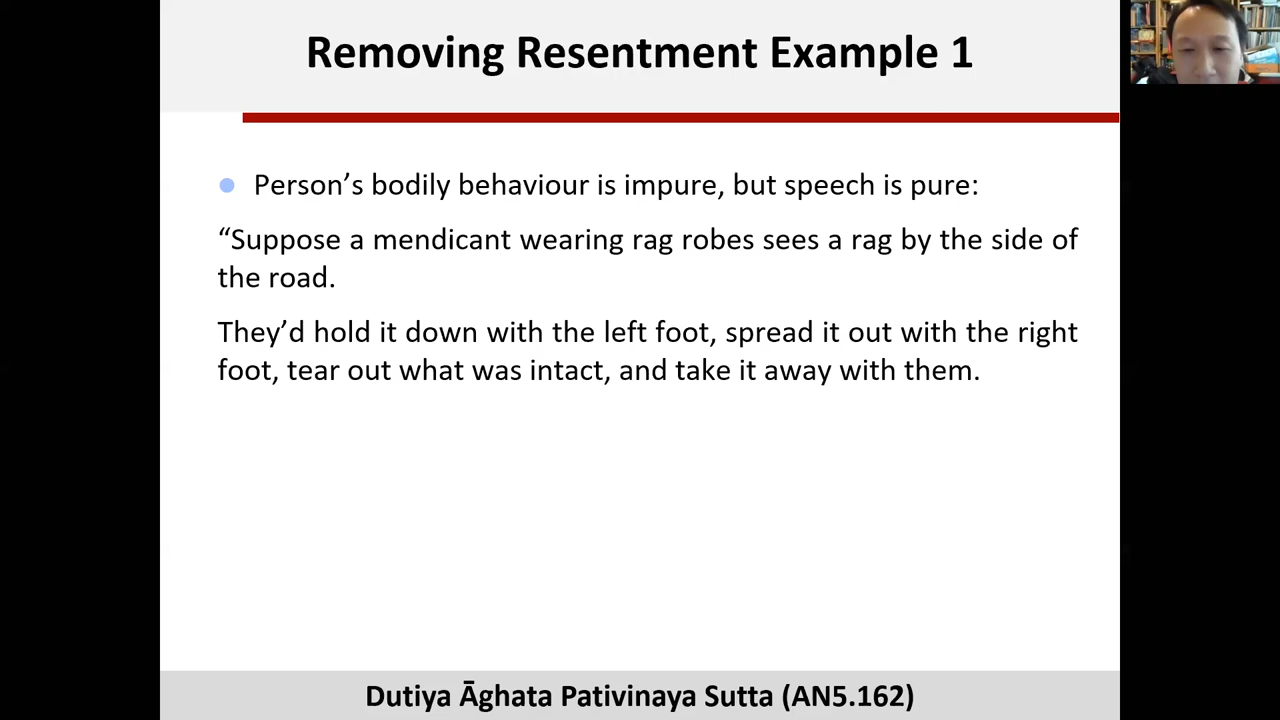 Removing Resentment Example 1
Person's bodily behaviour is impure, but speech is pure:
“Suppose a mendicant wearing rag robes sees a rag by the side of
the road.
They'd hold it down with the left foot, spread it out with the right
foot, tear out what was intact, and take it away with them.
Dutiya Āghata Pativinaya Sutta (AN5.162)